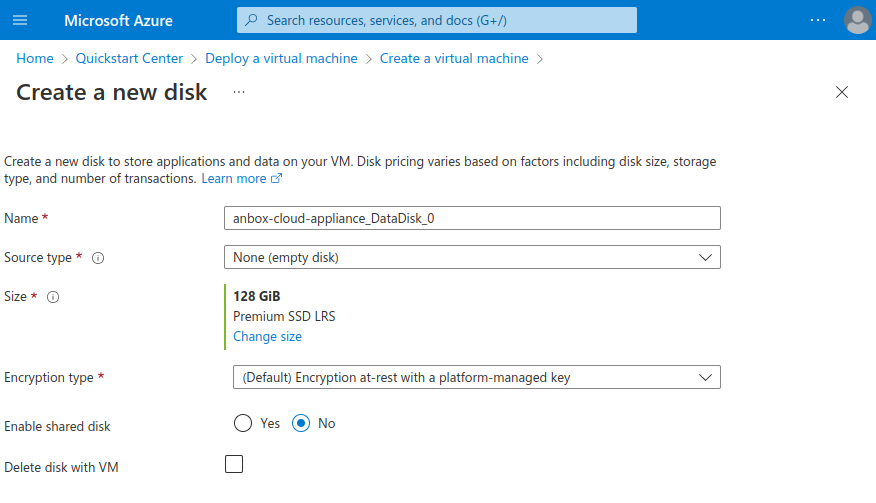 Microsoft Azure
Search resources, services, and docs (G+/)
Home > Quickstart Center > Deploy a virtual machine > Create a virtual machine >
Create a new disk ...
Create a new disk to store applications and data on your VM. Disk pricing varies based on factors including disk size, storage
type, and number of transactions. Learn more
Name *
anbox-cloud-appliance_DataDisk_0
Source type *
None (empty disk)
Size *
128 GiB
Premium SSD LRS
Change size
Encryption type *
(Default) Encryption at-rest with a platform-managed key
Enable shared disk
Yes
No
Delete disk with VM